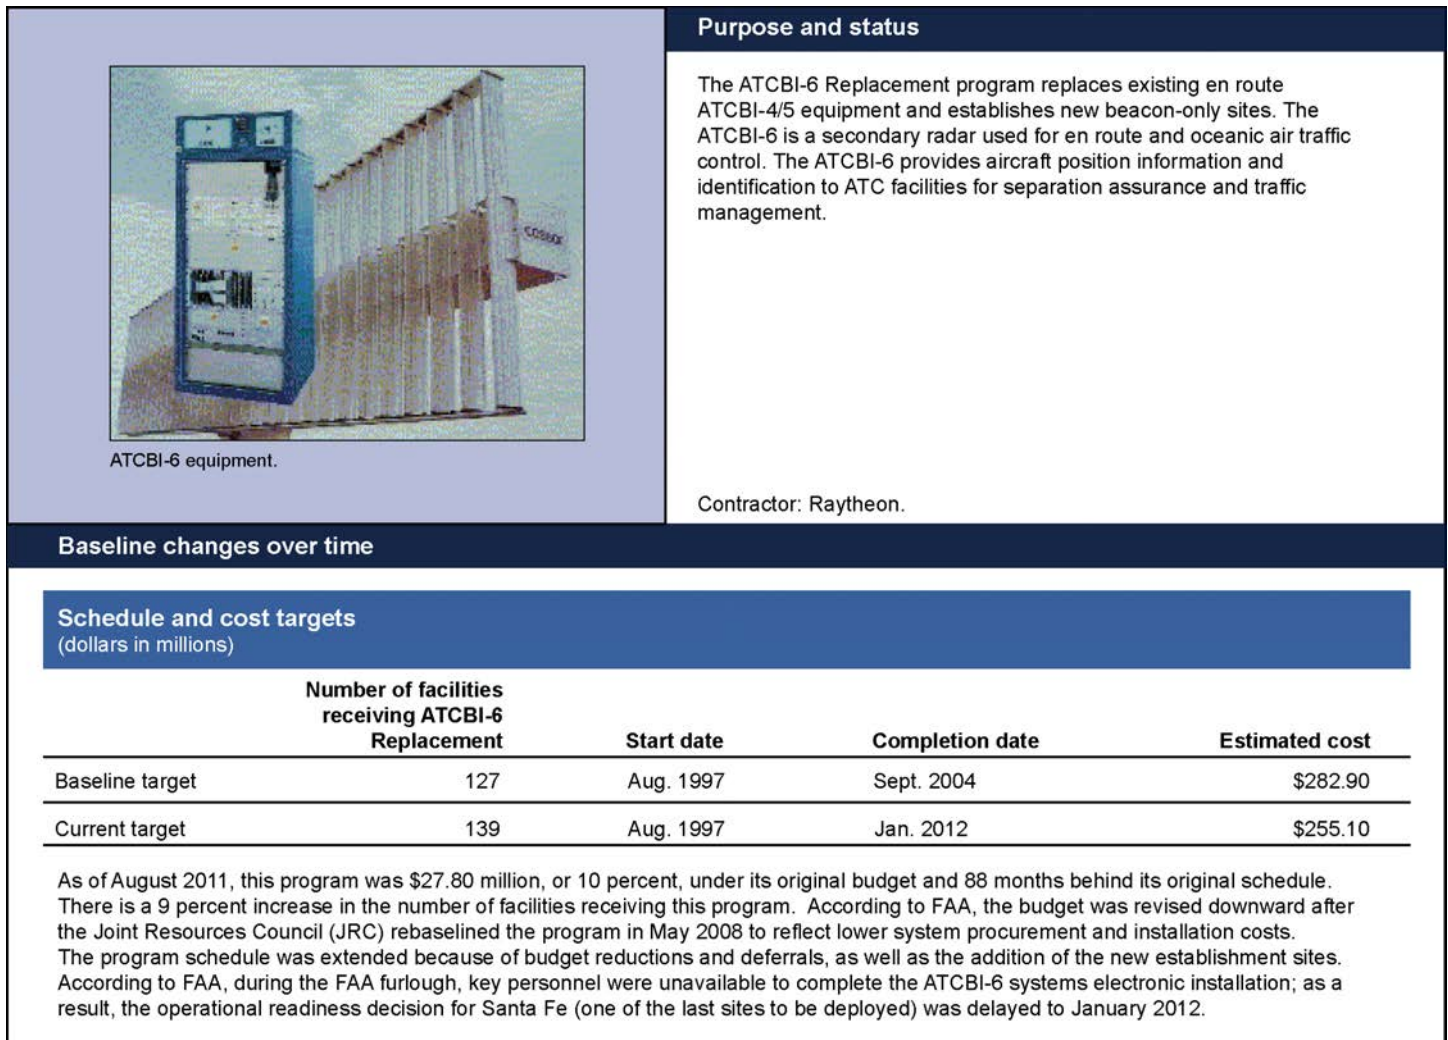 Purpose and status
The ATCBI-6 Replacement program replaces existing en route
ATCBI-4/5 equipment and establishes new beacon-only sites. The
ATCBI-6 is a secondary radar used for en route and oceanic air traffic
control. The ATCBI-6 provides aircraft position information and
identification to ATC facilities for separation assurance and traffic
management.
COSSOR
ATCBI-6 equipment.
Contractor: Raytheon.
Baseline changes over time
Schedule and cost targets
(dollars in millions)
Number of facilities
receiving ATCBI-6
Replacement Start date Completion date Estimated cost
Baseline target 127 Aug. 1997 Sept. 2004 $282.90
Current target 139 Aug. 1997 Jan. 2012 $255.10
As of August 2011, this program was $27.80 million, or 10 percent, under its original budget and 88 months behind its original schedule.
There is a 9 percent increase in the number of facilities receiving this program. According to FAA, the budget was revised downward after
the Joint Resources Council (JRC) rebaselined the program in May 2008 to reflect lower system procurement and installation costs.
The program schedule was extended because of budget reductions and deferrals, as well as the addition of the new establishment sites.
According to FAA, during the FAA furlough, key personnel were unavailable to complete the ATCBI-6 systems electronic installation; as a
result, the operational readiness decision for Santa Fe (one of the last sites to be deployed) was delayed to January 2012.